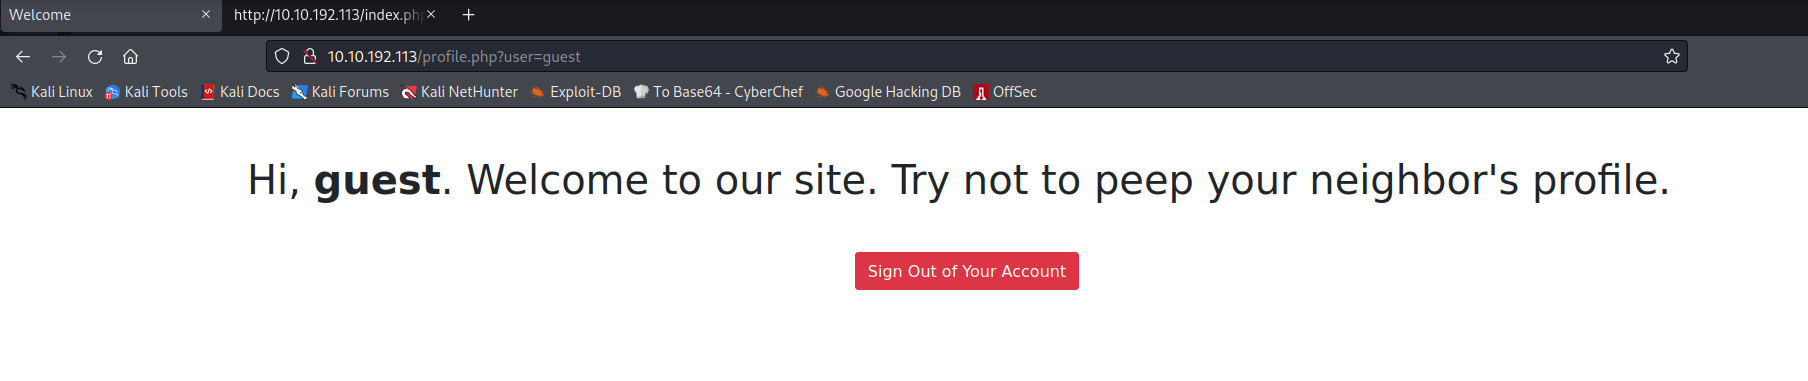 Welcome http://10.10.192.113/index.ph
10.10.192.113/profile.php?user=guest
Kali Linux Kali Tools Kali Docs Kali Forums Kali NetHunter Exploit-DB To Base64 - CyberChef Google Hacking DB OffSec
Hi, guest. Welcome to our site. Try not to peep your neighbor's profile.
Sign Out of Your Account